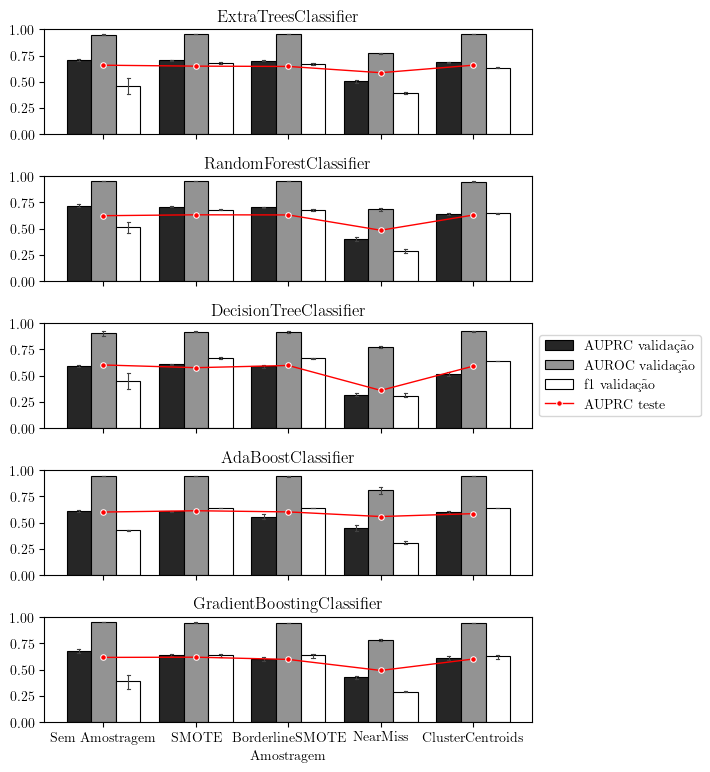 ExtraTreesClassifier
1.00
0.75
0.50
0.25
0.00
RandomForestClassifier
1.00
0.75
0.50
0.25
0.00
DecisionTreeClassifier
1.00
0.75
0.50
0.25
0.00
AUPRC validação
AUROC validação
f1 validação
AUPRC teste
AdaBoostClassifier
1.00
0.75
0.50
0.25
0.00
GradientBoostingClassifier
1.00
0.75
0.50
0.25
0.00
Sem Amostragem SMOTE BorderlineSMOTE NearMiss ClusterCentroids
Amostragem